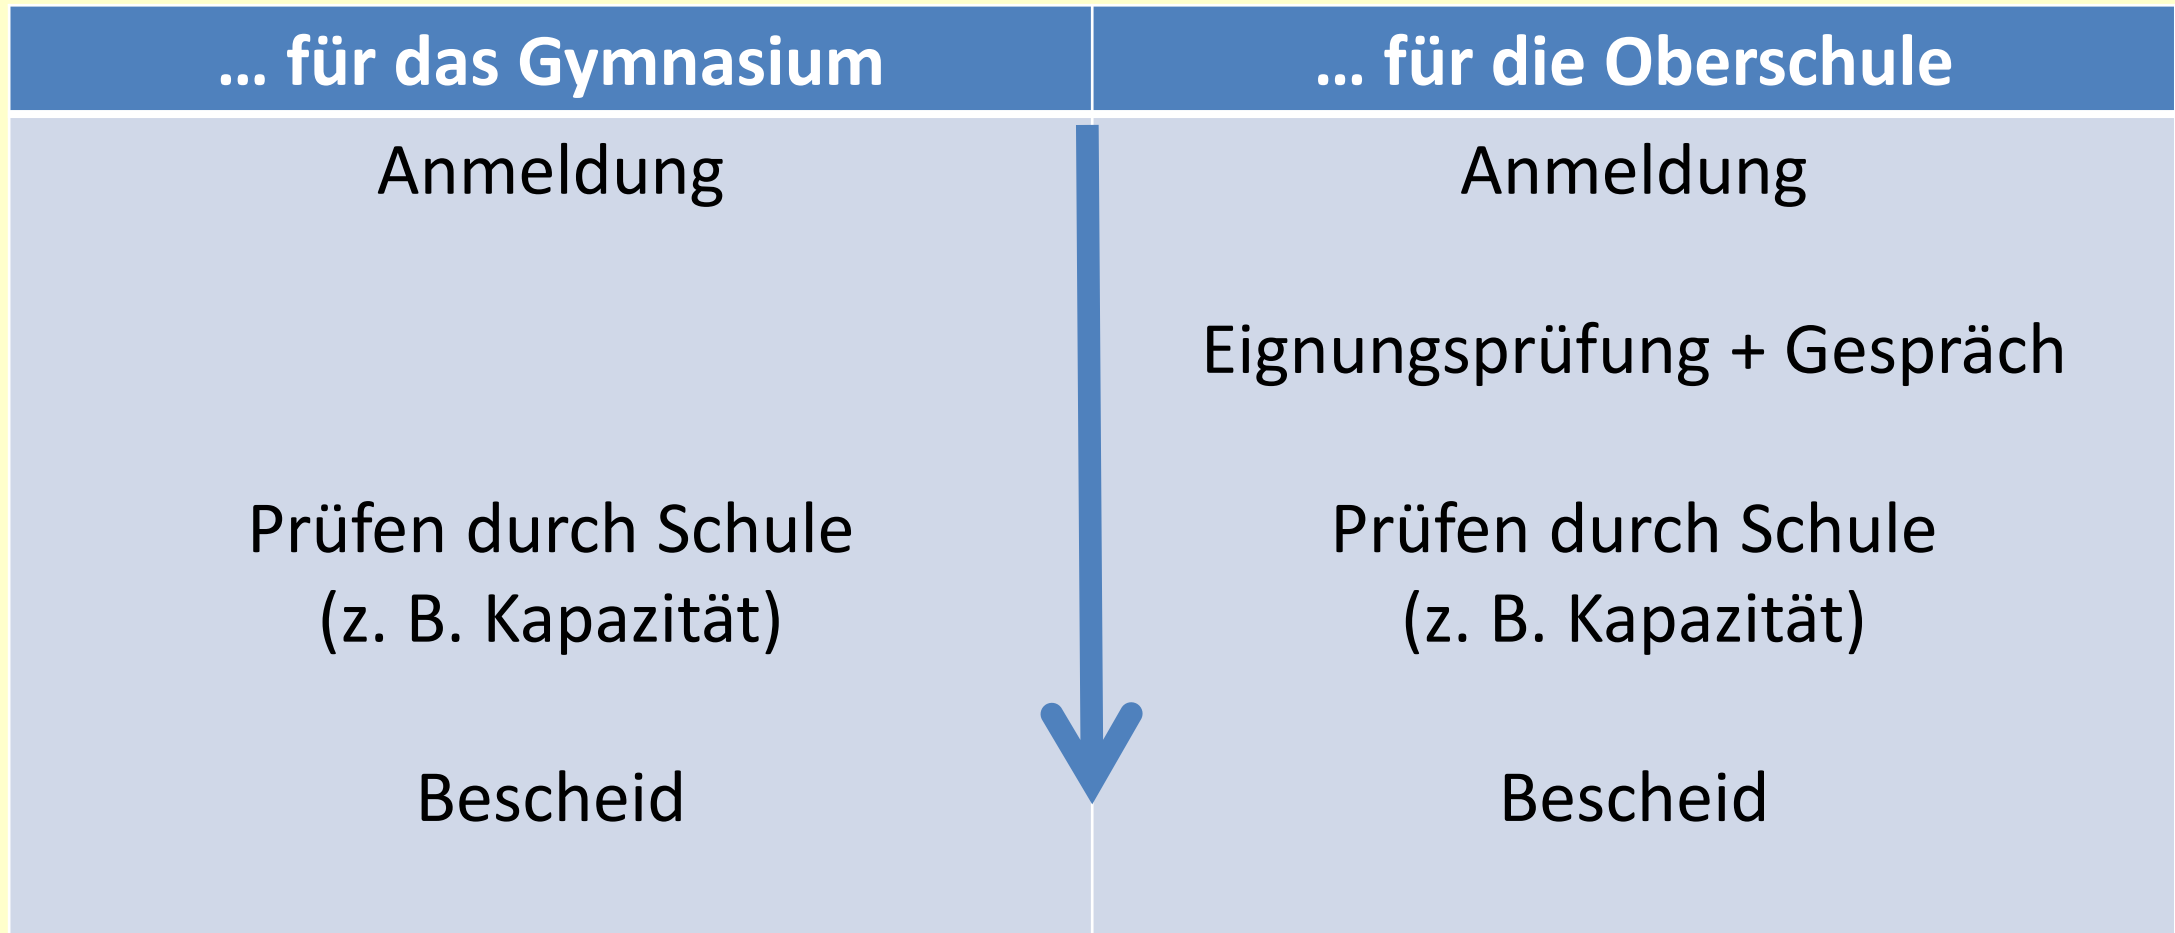 ... für das Gymnasium
Anmeldung
Prüfen durch Schule
(z. B. Kapazität)
Bescheid
... für die Oberschule
Anmeldung
Eignungsprüfung + Gespräch
Prüfen durch Schule
(z. B. Kapazität)
Bescheid